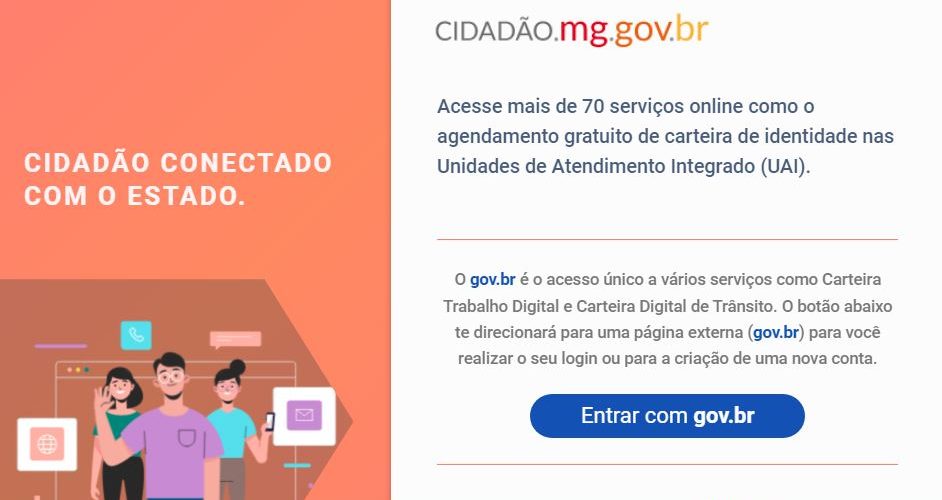 CIDADÃO.mg.gov.br
Acesse mais de 70 serviços online como o
agendamento gratuito de carteira de identidade nas
Unidades de Atendimento Integrado (UAI).
CIDADÃO CONECTADO
COM O ESTADO.
O gov.br é o acesso único a vários serviços como Carteira
Trabalho Digital e Carteira Digital de Trânsito. O botão abaixo
te direcionará para uma página externa (gov.br) para você
realizar o seu login ou para a criação de uma nova conta.
Entrar com gov.br